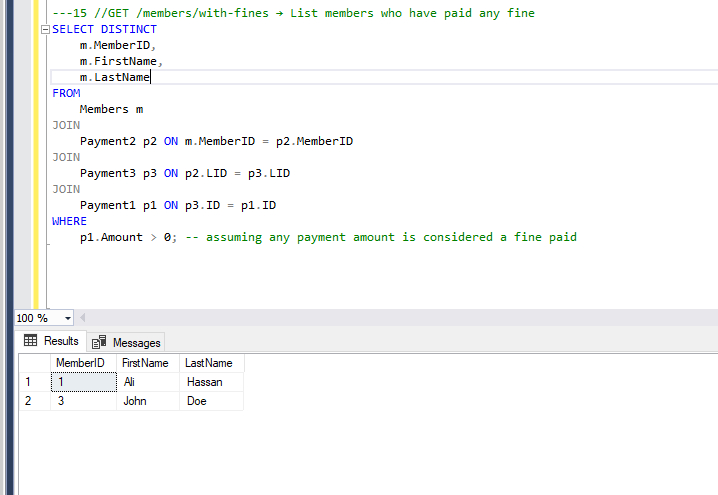 ---15 //GET /members/with-fines → List members who have paid any fine
SELECT DISTINCT
m.MemberID,
m.FirstName,
m.LastName
FROM
Members m
JOIN
Payment2 p2 ON m.MemberID = p2.MemberID
JOIN
Payment3 p3 ON p2.LID = p3.LID
JOIN
Payment1 p1 ON p3.ID = p1.ID
WHERE
p1.Amount > 0; -- assuming any payment amount is considered a fine paid
100 %
Results Messages
MemberID FirstName LastName
1 1 Ali Hassan
2 3 John Doe